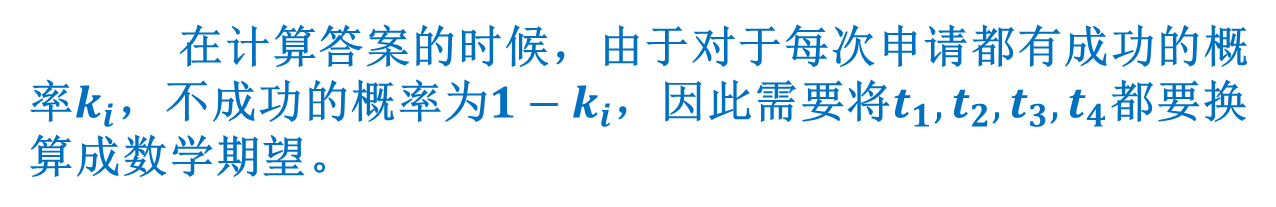 在计算答案的时候，由于对于每次申请都有成功的概
率k_i，不成功的概率为1 − k_i，因此需要将t_1, t_2, t_3, t_4都要换
算成数学期望。